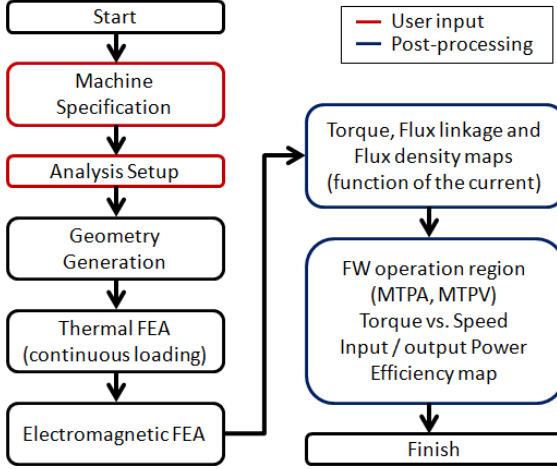 Start
Machine
Specification
Analysis Setup
Geometry
Generation
Thermal FEA
(continuous loading)
Electromagnetic FEA
User input
Post-processing
Torque, Flux linkage and
Flux density maps
(function of the current)
FW operation region
(MTPA, MTPV)
Torque vs. Speed
Input / output Power
Efficiency map
Finish